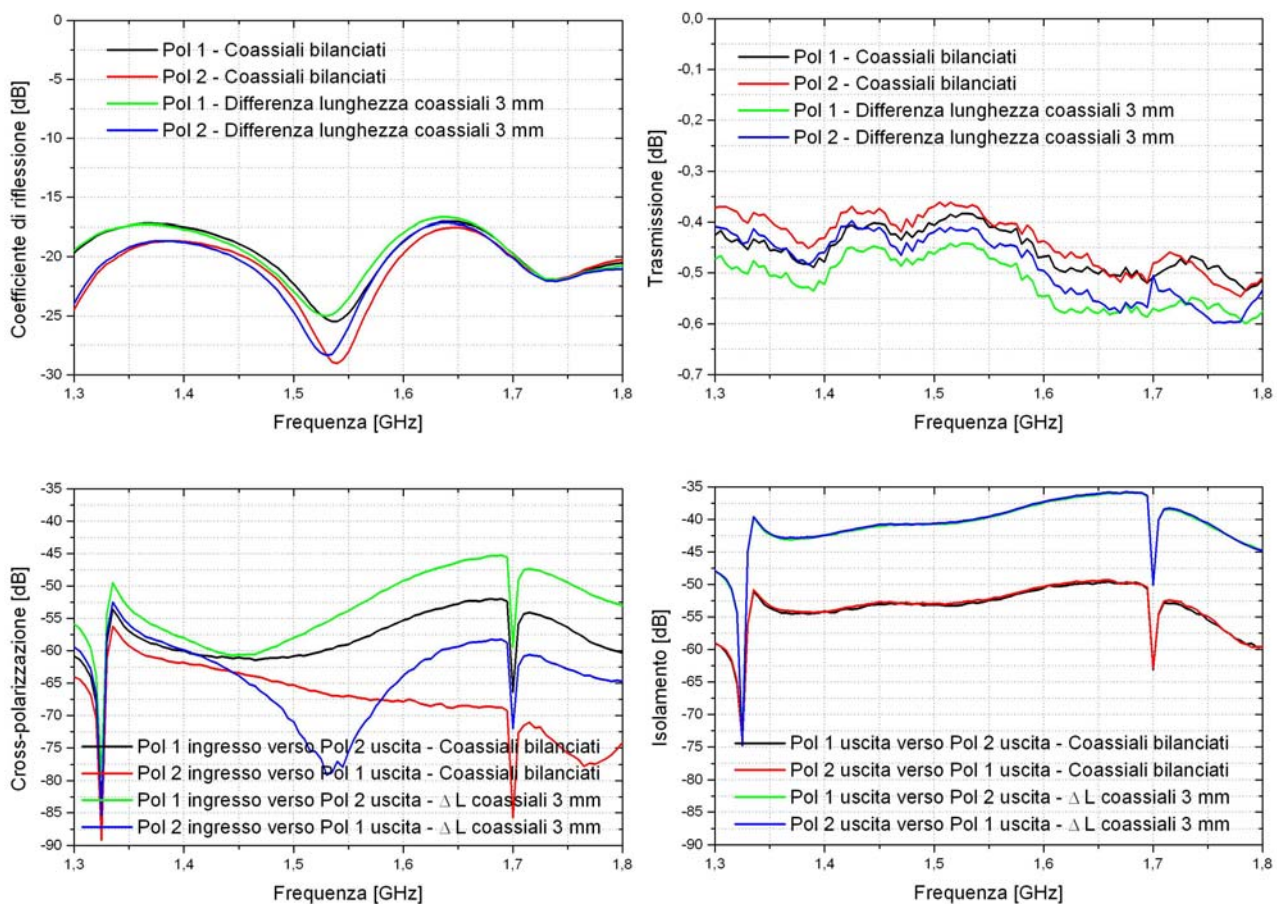 Coefficiente di riflessione [dB]
0
-5
-10
-15
-20
-25
-30
Pol 1 - Coassiali bilanciati
Pol 2 - Coassiali bilanciati
Pol 1 - Differenza lunghezza coassiali 3 mm
Pol 2 - Differenza lunghezza coassiali 3 mm
1,3 1,4 1,5 1,6 1,7 1,8
Frequenza [GHz]
Trasmissione [dB]
0,0
-0,1
-0,2
-0,3
-0,4
-0,5
-0,6
-0,7
Pol 1 - Coassiali bilanciati
Pol 2 - Coassiali bilanciati
Pol 1 - Differenza lunghezza coassiali 3 mm
Pol 2 - Differenza lunghezza coassiali 3 mm
1,3 1,4 1,5 1,6 1,7 1,8
Frequenza [GHz]
Cross-polarizzazione [dB]
-35
-40
-45
-50
-55
-60
-65
-70
-75
-80
-85
-90
Pol 1 ingresso verso Pol 2 uscita - Coassiali bilanciati
Pol 2 ingresso verso Pol 1 uscita - Coassiali bilanciati
Pol 1 ingresso verso Pol 2 uscita - Δ L coassiali 3 mm
Pol 2 ingresso verso Pol 1 uscita - Δ L coassiali 3 mm
1,3 1,4 1,5 1,6 1,7 1,8
Frequenza [GHz]
Isolamento [dB]
-35
-40
-45
-50
-55
-60
-65
-70
-75
-80
-85
-90
Pol 1 uscita verso Pol 2 uscita - Coassiali bilanciati
Pol 2 uscita verso Pol 1 uscita - Coassiali bilanciati
Pol 1 uscita verso Pol 2 uscita - Δ L coassiali 3 mm
Pol 2 uscita verso Pol 1 uscita - Δ L coassiali 3 mm
1,3 1,4 1,5 1,6 1,7 1,8
Frequenza [GHz]